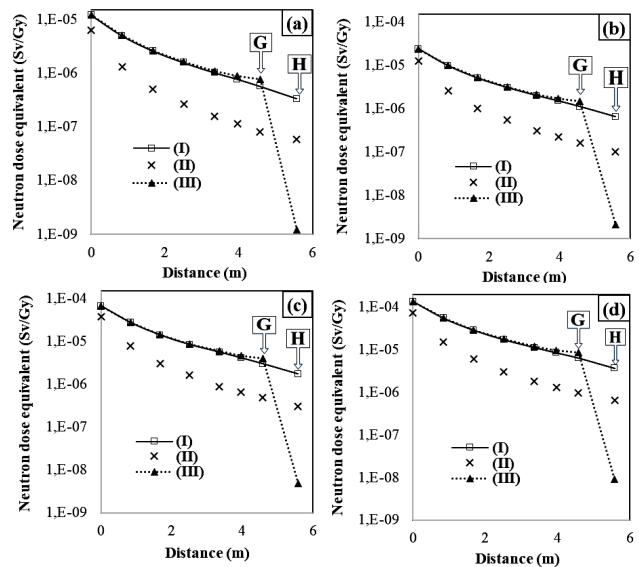 (a)
Neutron dose equivalent (Sv/Gy)
1,E-05
1,E-06
1,E-07
1,E-08
1,E-09
G
H
(I)
(II)
(III)
0 2 4 6
Distance (m)
(b)
Neutron dose equivalent (Sv/Gy)
1,E-04
1,E-05
1,E-06
1,E-07
1,E-08
1,E-09
G
H
(I)
(II)
(III)
0 2 4 6
Distance (m)
(c)
Neutron dose equivalent (Sv/Gy)
1,E-04
1,E-05
1,E-06
1,E-07
1,E-08
1,E-09
G
H
(I)
(II)
(III)
0 2 4 6
Distance (m)
(d)
Neutron dose equivalent (Sv/Gy)
1,E-04
1,E-05
1,E-06
1,E-07
1,E-08
1,E-09
G
H
(I)
(II)
(III)
0 2 4 6
Distance (m)